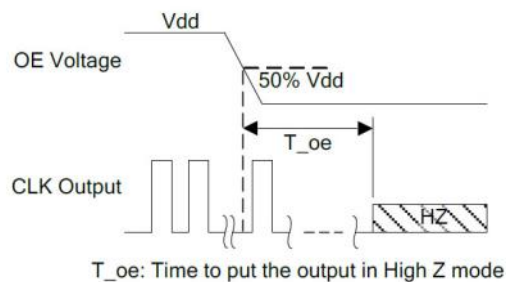 Vdd
OE Voltage
50% Vdd
T_oe
CLK Output
HZ
T_oe: Time to put the output in High Z mode